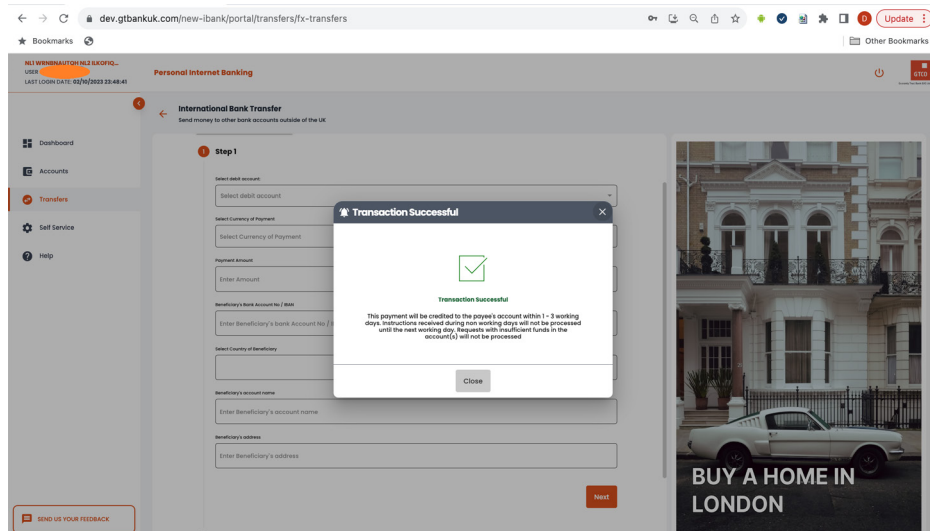 dev.gtbankuk.com/new-ibank/portal/transfers/fx-transfers
Update
Bookmarks
Other Bookmarks
USER
LAST LOGIN DATE: 02/10/2023 23:48:41
Personal Internet Banking
GTCO
International Bank Transfer
Send money to other bank accounts outside of the UK
Dashboard
Accounts
Transfers
Self Service
Help
1 Step 1
Select debit account:
Select debit account
Select Currency of Payment
Select Currency of Payment
Payment Amount
Enter Amount
Beneficiary's Bank Account No / IBAN
Enter Beneficiary's bank Account No /
Select Country of Beneficiary
Beneficiary's account name
Enter Beneficiary's account name
Beneficiary's address
Enter Beneficiary's address
Next
Transaction Successful
Transaction Successful
This payment will be credited to the payee's account within 1 - 3 working
days. Instructions received during non working days will not be processed
until the next working day. Requests with insufficient funds in the
account(s) will not be processed
Close
BUY A HOME IN
LONDON
SEND US YOUR FEEDBACK